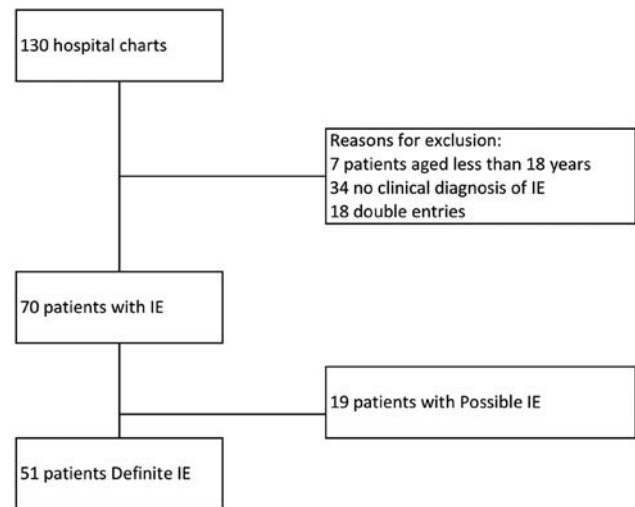 130 hospital charts
Reasons for exclusion:
7 patients aged less than 18 years
34 no clinical diagnosis of IE
18 double entries
70 patients with IE
19 patients with Possible IE
51 patients Definite IE